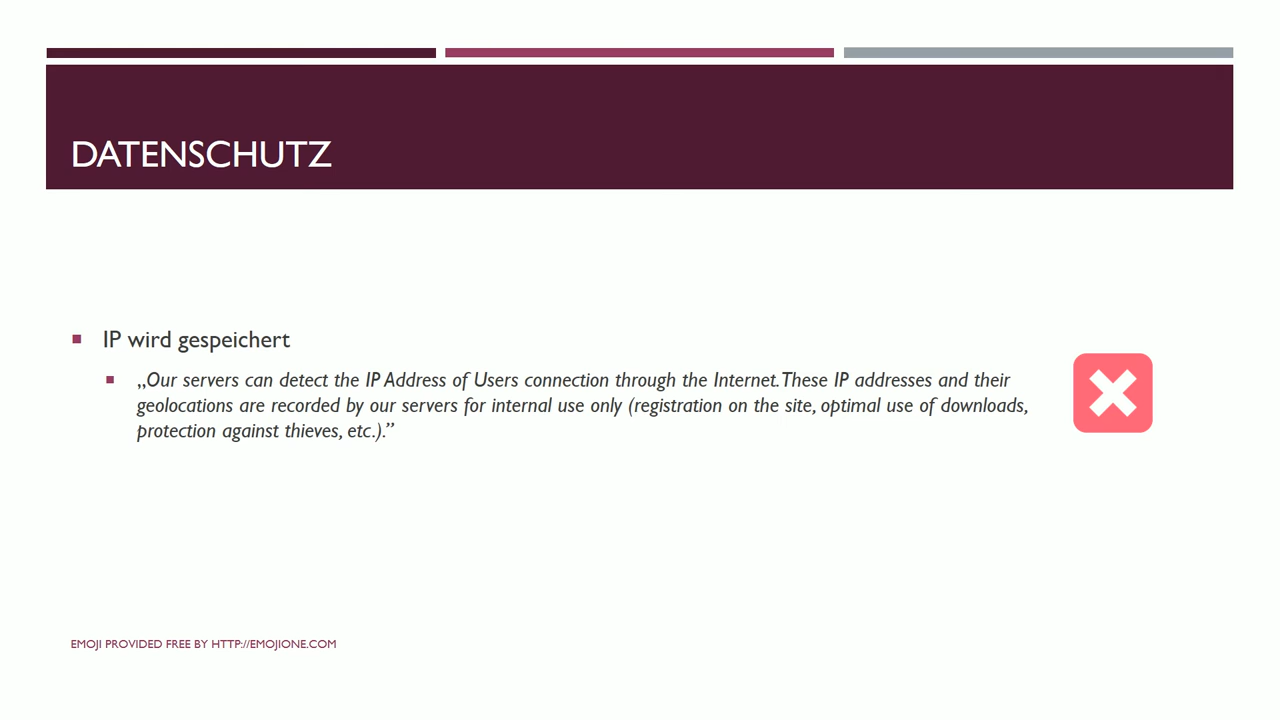 DATENSCHUTZ
IP wird gespeichert
„Our servers can detect the IP Address of Users connection through the Internet. These IP addresses and their
geolocations are recorded by our servers for internal use only (registration on the site, optimal use of downloads,
protection against thieves, etc.).”
EMOJI PROVIDED FREE BY HTTP://EMOJIONE.COM